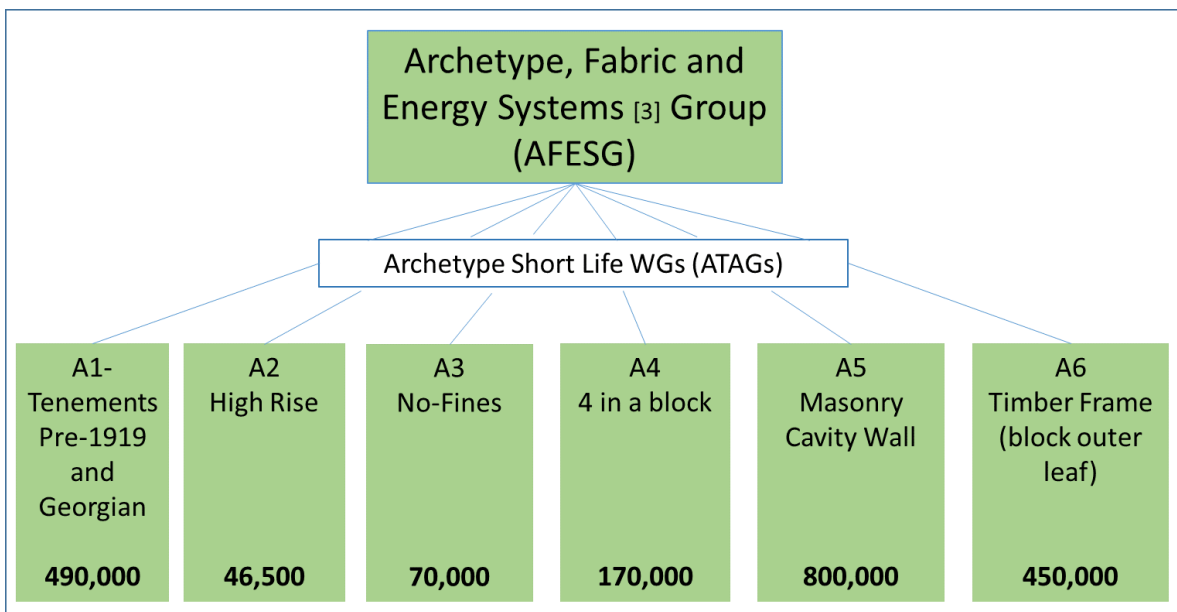 Archetype, Fabric and
Energy Systems [3] Group
(AFESG)
Archetype Short Life WGs (ATAGs)
A1-
Tenements
Pre-1919
and
Georgian
490,000
A2
High Rise
46,500
A3
No-Fines
70,000
A4
4 in a block
170,000
A5
Masonry
Cavity Wall
800,000
A6
Timber Frame
(block outer
leaf)
450,000